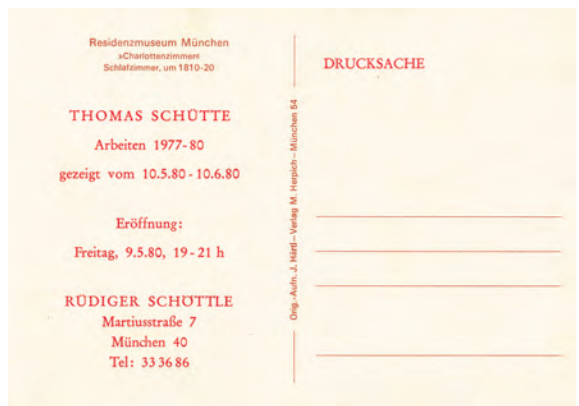 Residenzmuseum München
»Charlottenzimmer«
Schlafzimmer, um 1810-20
THOMAS SCHÜTTE
Arbeiten 1977-80
gezeigt vom 10.5.80 - 10.6.80
Eröffnung:
Freitag, 9.5.80, 19 - 21 h
RÜDIGER SCHÖTTLE
Martiusstraße 7
München 40
Tel: 33 36 86
Orig.-Aufn. J. Härtl – Verlag M. Herpich – München 54
DRUCKSACHE